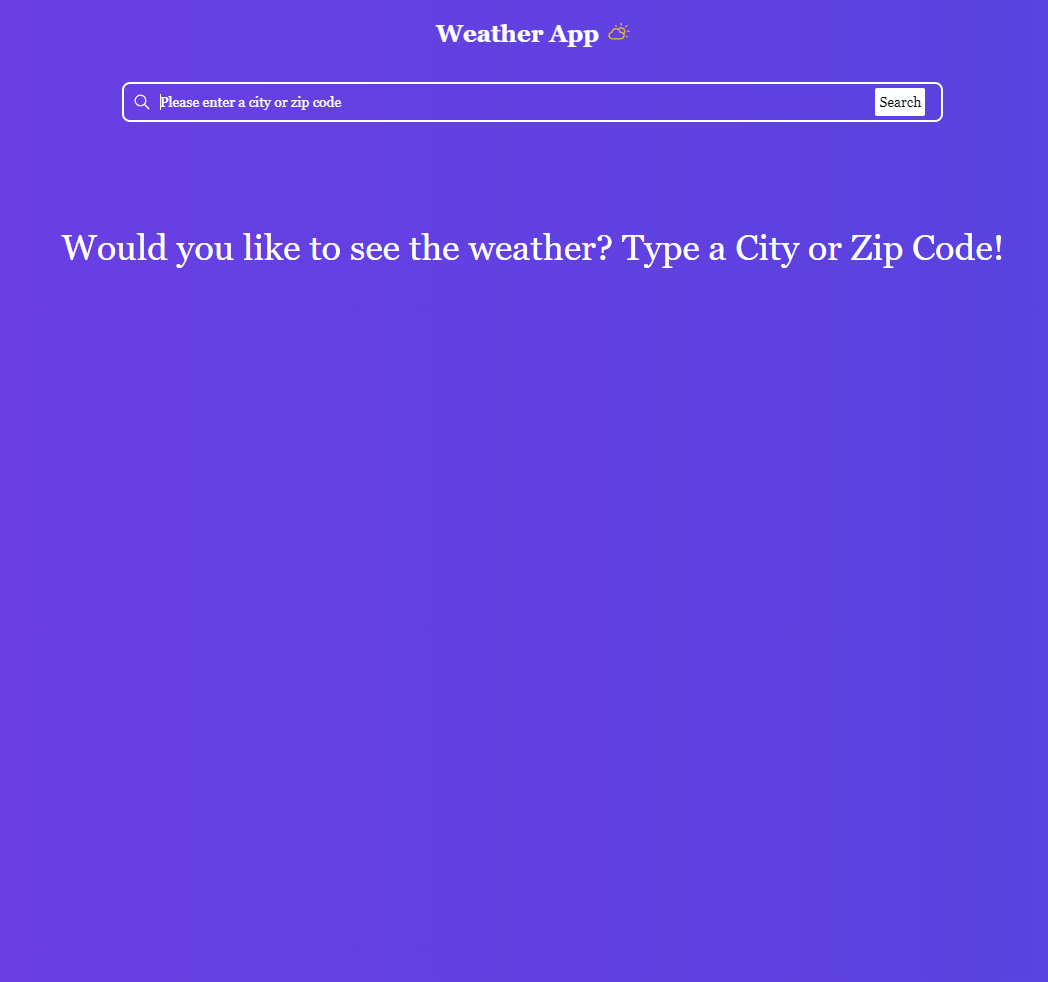 Weather App
Please enter a city or zip code
Search
Would you like to see the weather? Type a City or Zip Code!